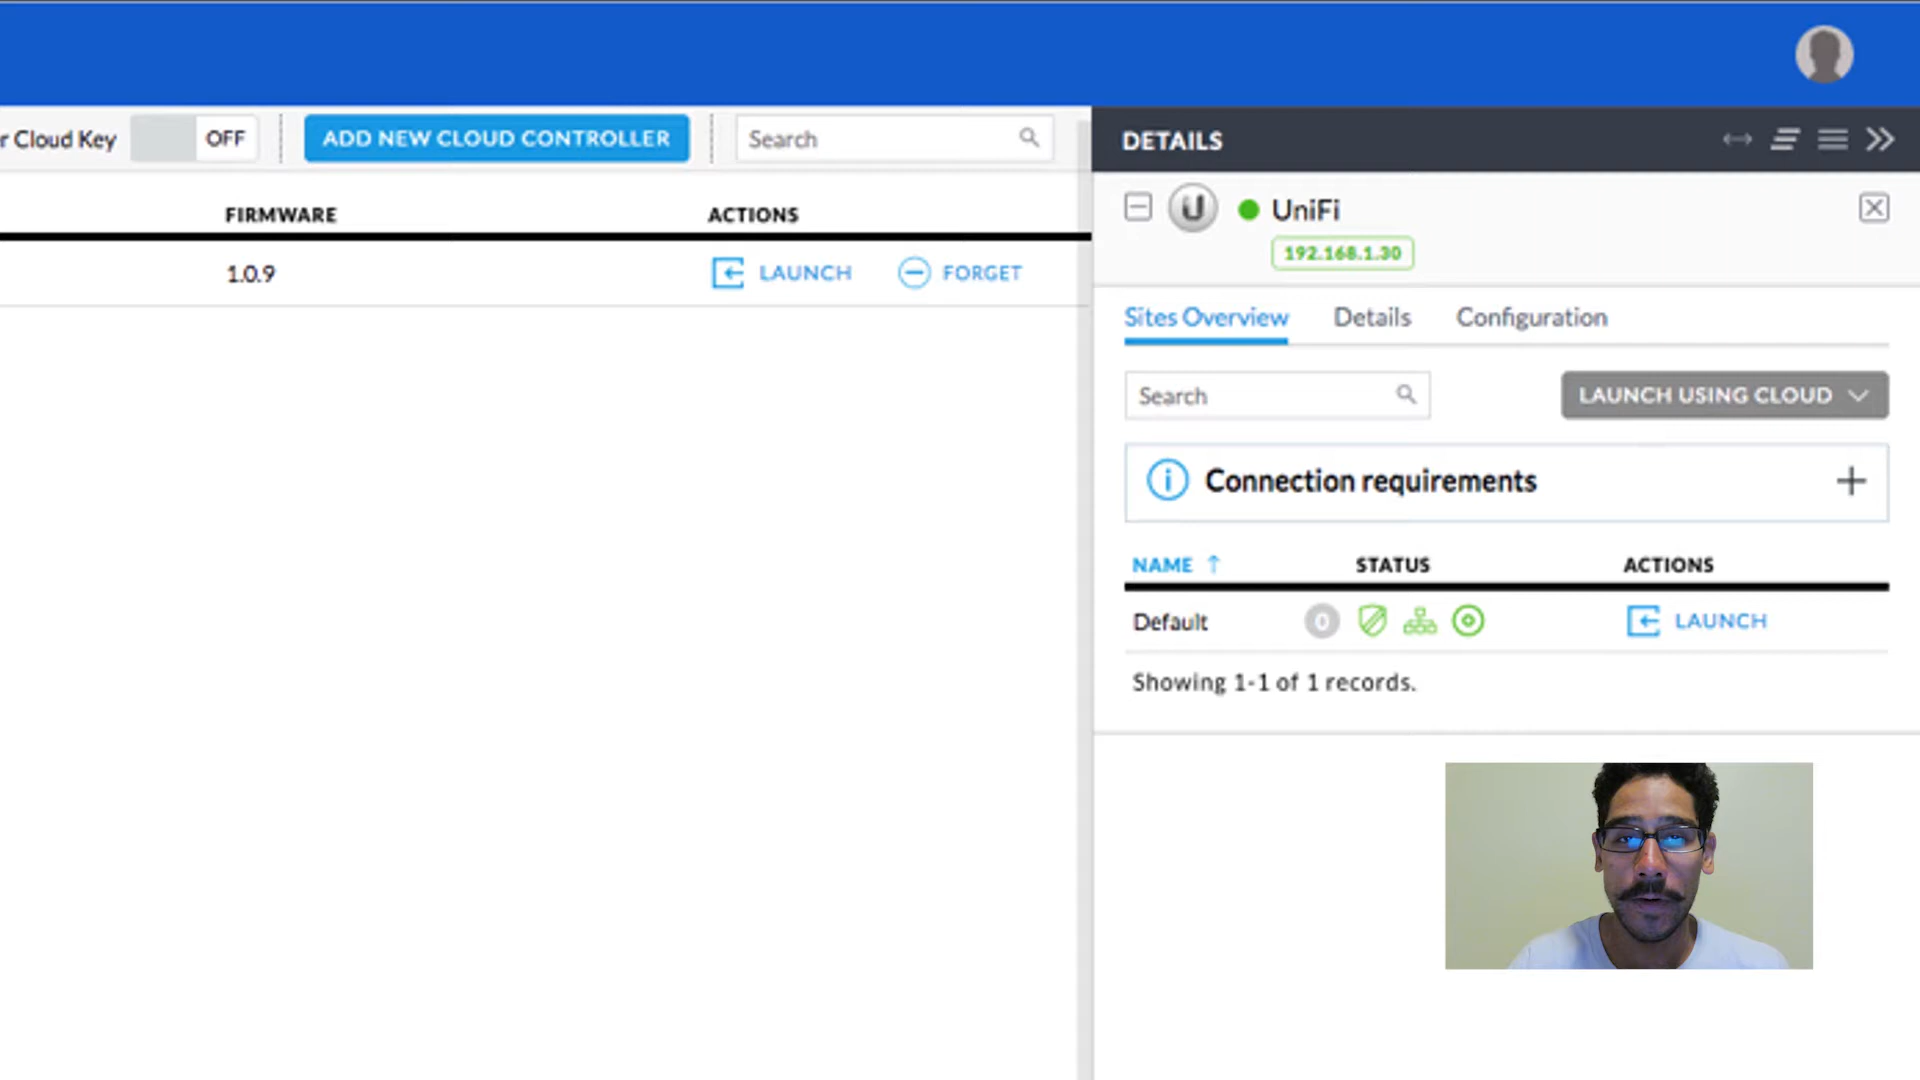 r Cloud Key OFF ADD NEW CLOUD CONTROLLER Search
FIRMWARE ACTIONS
1.0.9 LAUNCH FORGET
DETAILS
U UniFi
192.168.1.30
Sites Overview Details Configuration
Search LAUNCH USING CLOUD
Connection requirements
NAME STATUS ACTIONS
Default 0 LAUNCH
Showing 1-1 of 1 records.